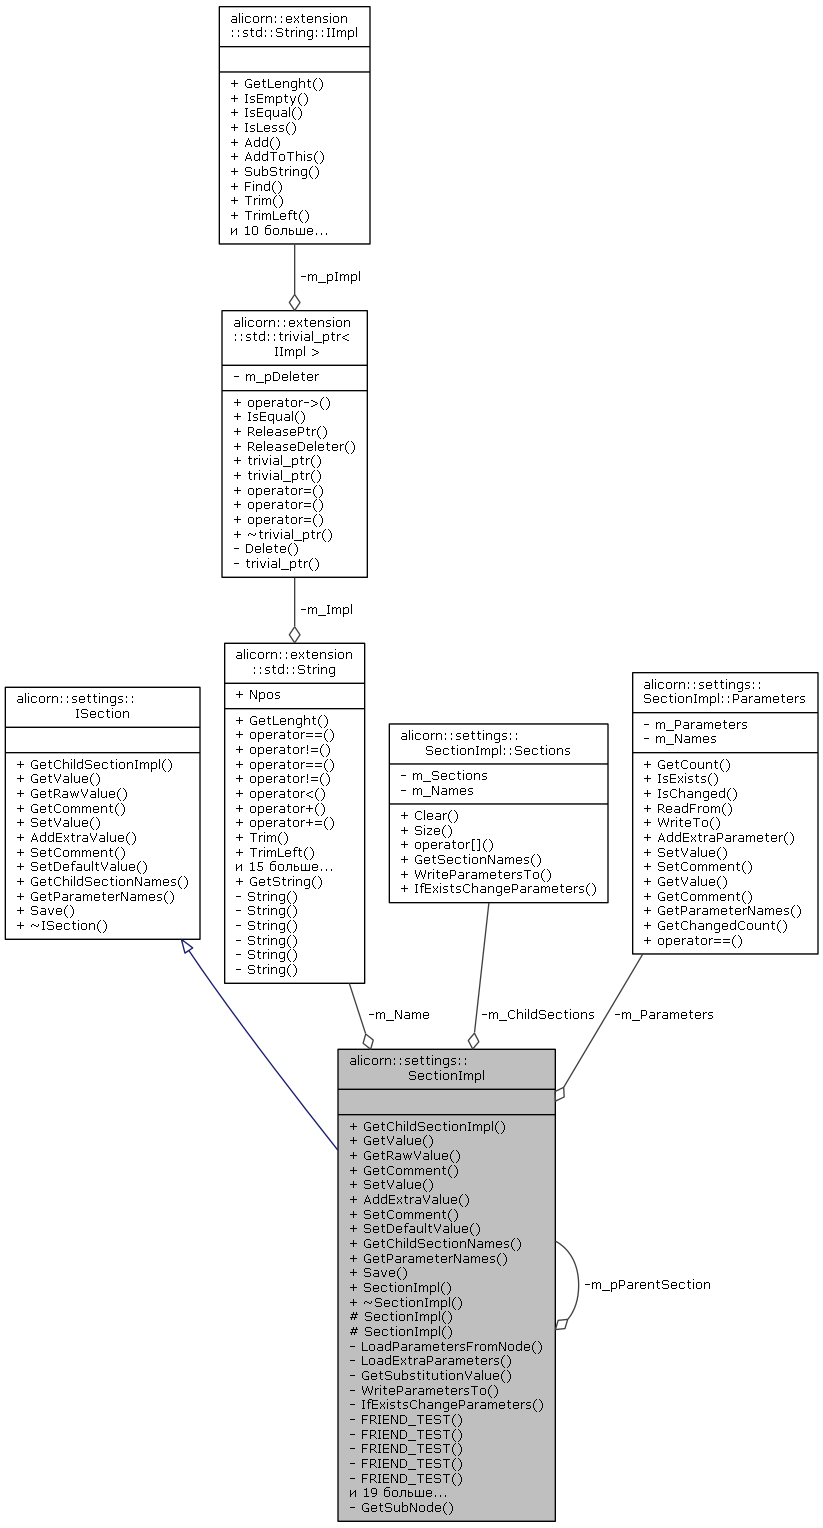 alicorn::extension
::std::String::IImpl
+ GetLenght()
+ IsEmpty()
+ IsEqual()
+ IsLess()
+ Add()
+ AddToThis()
+ SubString()
+ Find()
+ Trim()
+ TrimLeft()
и 10 больше...
-m_pImpl
alicorn::extension
::std::trivial_ptr<
IImpl >
- m_pDeleter
+ operator->()
+ IsEqual()
+ ReleasePtr()
+ ReleaseDeleter()
+ trivial_ptr()
+ trivial_ptr()
+ operator=()
+ operator=()
+ operator=()
+ ~trivial_ptr()
- Delete()
- trivial_ptr()
-m_Impl
alicorn::settings::
ISection
+ GetChildSectionImpl()
+ GetValue()
+ GetRawValue()
+ GetComment()
+ SetValue()
+ AddExtraValue()
+ SetComment()
+ SetDefaultValue()
+ GetChildSectionNames()
+ GetParameterNames()
+ Save()
+ ~ISection()
alicorn::extension
::std::String
+ Npos
+ GetLenght()
+ operator==()
+ operator!=()
+ operator==()
+ operator!=()
+ operator<()
+ operator+()
+ operator+=()
+ Trim()
+ TrimLeft()
и 15 больше...
+ GetString()
- String()
- String()
- String()
- String()
- String()
- String()
alicorn::settings::
SectionImpl::Sections
- m_Sections
- m_Names
+ Clear()
+ Size()
+ operator[]()
+ GetSectionNames()
+ WriteParametersTo()
+ IfExistsChangeParameters()
alicorn::settings::
SectionImpl::Parameters
- m_Parameters
- m_Names
+ GetCount()
+ IsExists()
+ IsChanged()
+ ReadFrom()
+ WriteTo()
+ AddExtraParameter()
+ SetValue()
+ SetComment()
+ GetValue()
+ GetComment()
+ GetParameterNames()
+ GetChangedCount()
+ operator==()
-m_Name
-m_ChildSections
-m_Parameters
alicorn::settings::
SectionImpl
+ GetChildSectionImpl()
+ GetValue()
+ GetRawValue()
+ GetComment()
+ SetValue()
+ AddExtraValue()
+ SetComment()
+ SetDefaultValue()
+ GetChildSectionNames()
+ GetParameterNames()
+ Save()
+ SectionImpl()
+ ~SectionImpl()
# SectionImpl()
# SectionImpl()
- LoadParametersFromNode()
- LoadExtraParameters()
- GetSubstitutionValue()
- WriteParametersTo()
- IfExistsChangeParameters()
- FRIEND_TEST()
- FRIEND_TEST()
- FRIEND_TEST()
- FRIEND_TEST()
- FRIEND_TEST()
и 19 больше...
- GetSubNode()
-m_pParentSection